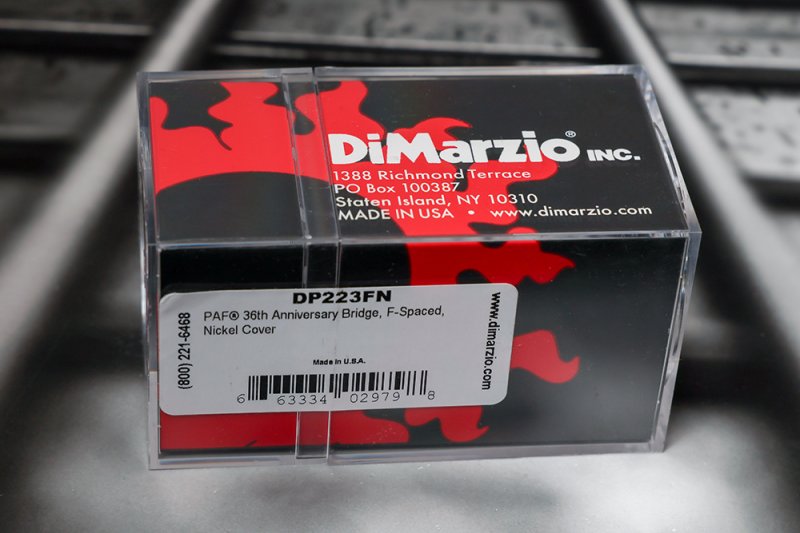 DiMarzio® INC.
1388 Richmond Terrace
PO Box 100387
Staten Island, NY 10310
MADE IN USA • www.dimarzio.com
DP223FN
PAF® 36th Anniversary Bridge, F-Spaced,
Nickel Cover
Made In U.S.A.
6 63334 02979 8
(800) 221-6468
www.dimarzio.com